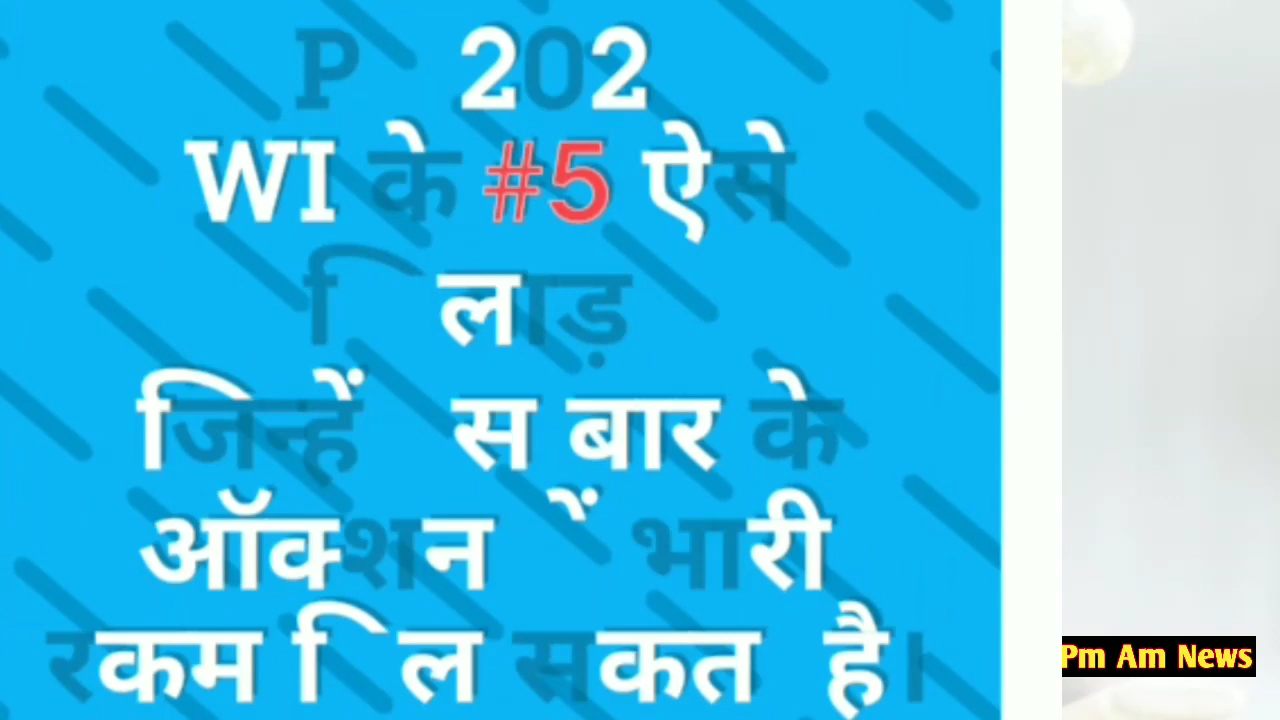 P 202
WI के #5 ऐसे
जिन्हें स बार के
ऑक्शन भारी
रकम सकत है।
Pm Am News